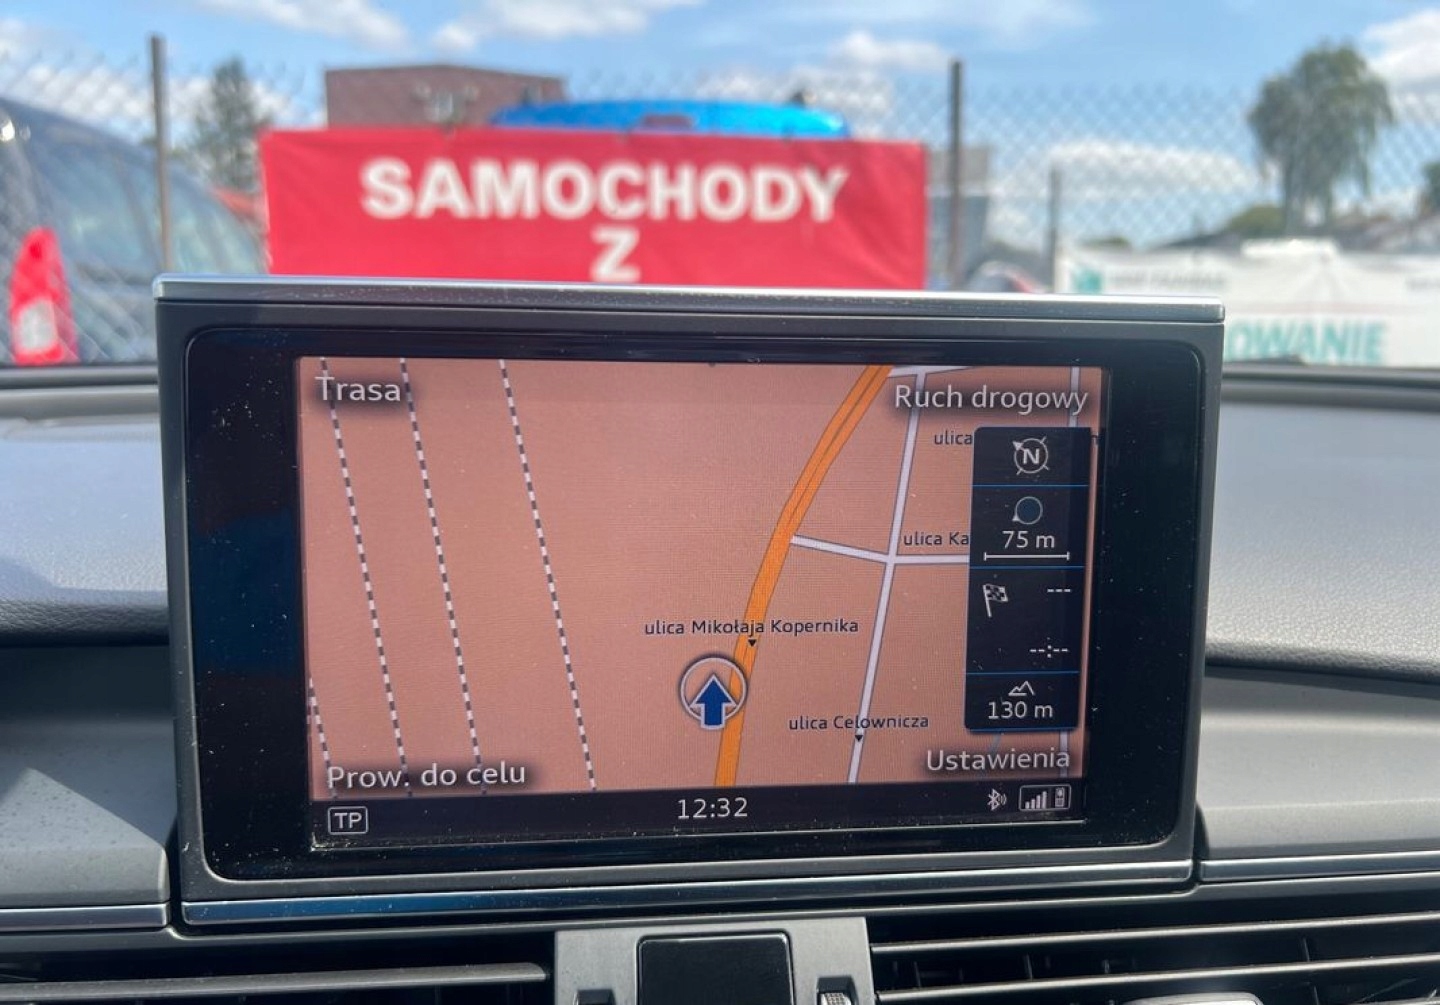 SAMOCHODY
Z
OWANIE
Trasa
Ruch drogowy
ulica
N
ulica Ka
75 m
---
ulica Mikołaja Kopernika
--:--
130 m
ulica Celownicza
Ustawienia
Prow. do celu
12:32
TP